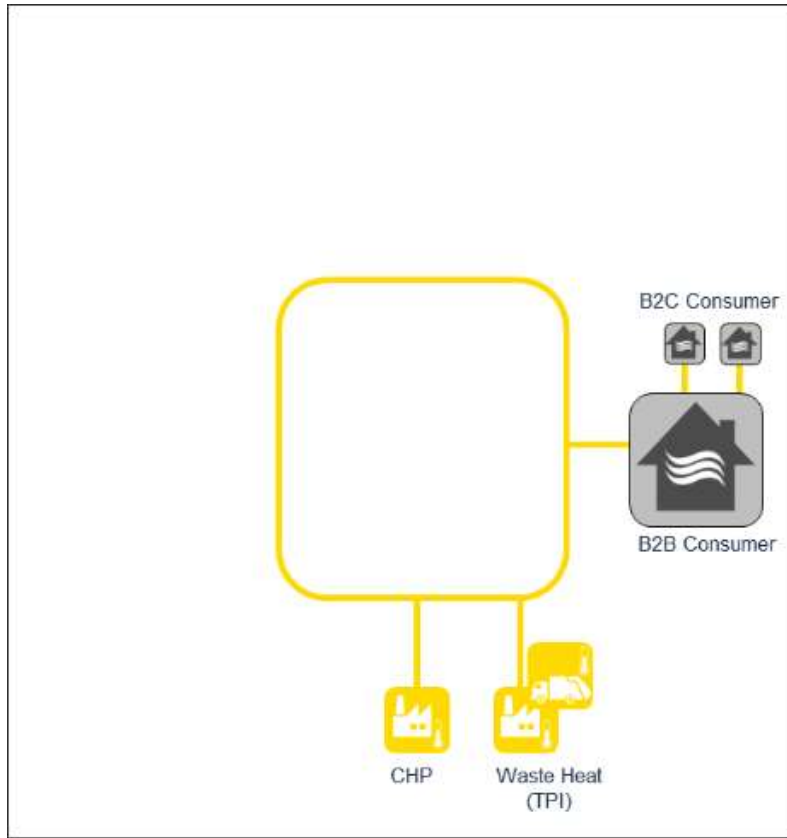 B2C Consumer
B2B Consumer
CHP
Waste Heat
(TPI)